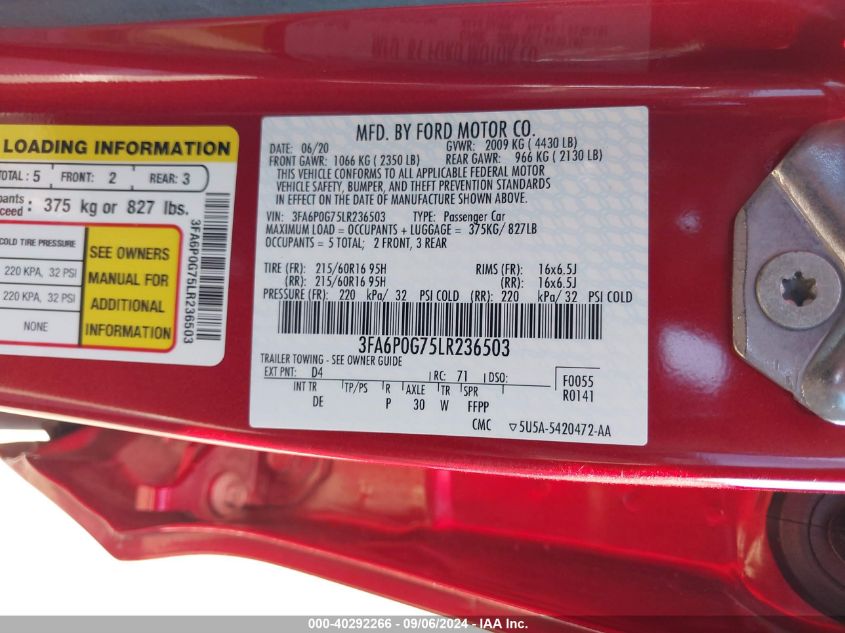 LOADING INFORMATION
TOTAL: 5 FRONT: 2 REAR: 3
375 kg or 827 lbs.
COLD TIRE PRESSURE
220 KPA, 32 PSI
220 KPA, 32 PSI
NONE
SEE OWNERS
MANUAL FOR
ADDITIONAL
INFORMATION
3FA6P0G75LR236503
MFD. BY FORD MOTOR CO.
DATE: 06/20 GVWR: 2009 KG ( 4430 LB)
FRONT GAWR: 1066 KG ( 2350 LB) REAR GAWR: 966 KG ( 2130 LB)
THIS VEHICLE CONFORMS TO ALL APPLICABLE FEDERAL MOTOR
VEHICLE SAFETY, BUMPER, AND THEFT PREVENTION STANDARDS
IN EFFECT ON THE DATE OF MANUFACTURE SHOWN ABOVE.
VIN: 3FA6P0G75LR236503 TYPE: Passenger Car
MAXIMUM LOAD = OCCUPANTS + LUGGAGE = 375KG/ 827LB
OCCUPANTS = 5 TOTAL; 2 FRONT, 3 REAR
TIRE (FR): 215/60R16 95H RIMS (FR): 16x6.5J
(RR): 215/60R16 95H (RR): 16x6.5J
PRESSURE (FR): 220 kPa/ 32 PSI COLD (RR): 220 kPa/ 32 PSI COLD
3FA6P0G75LR236503
TRAILER TOWING - SEE OWNER GUIDE
EXT PNT: D4 RC: 71 DSO: F0055
INT TR TP/PS R AXLE TR SPR R0141
DE P 30 W FFPP
CMC ▽5U5A-5420472-AA
000-40292266 - 09/06/2024 - IAA Inc.